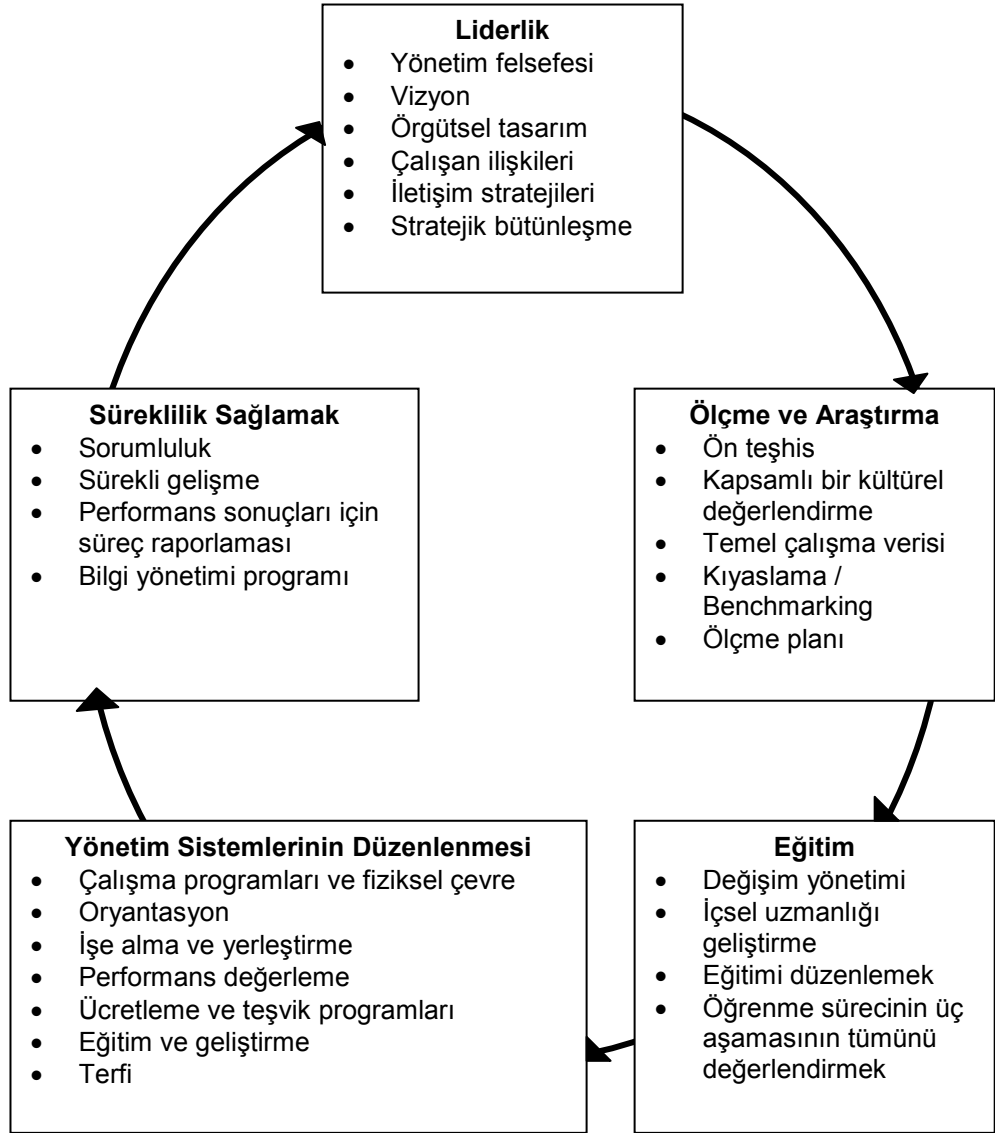 Liderlik
• Yönetim felsefesi
• Vizyon
• Örgütsel tasarım
• Çalışan ilişkileri
• İletişim stratejileri
• Stratejik bütünleşme
Ölçme ve Araştırma
• Ön teşhis
• Kapsamlı bir kültürel
değerlendirme
• Temel çalışma verisi
• Kıyaslama /
Benchmarking
• Ölçme planı
Eğitim
• Değişim yönetimi
• İçsel uzmanlığı
geliştirme
• Eğitimi düzenlemek
• Öğrenme sürecinin üç
aşamasının tümünü
değerlendirmek
Yönetim Sistemlerinin Düzenlenmesi
• Çalışma programları ve fiziksel çevre
• Oryantasyon
• İşe alma ve yerleştirme
• Performans değerleme
• Ücretleme ve teşvik programları
• Eğitim ve geliştirme
• Terfi
Süreklilik Sağlamak
• Sorumluluk
• Sürekli gelişme
• Performans sonuçları için
süreç raporlaması
• Bilgi yönetimi programı